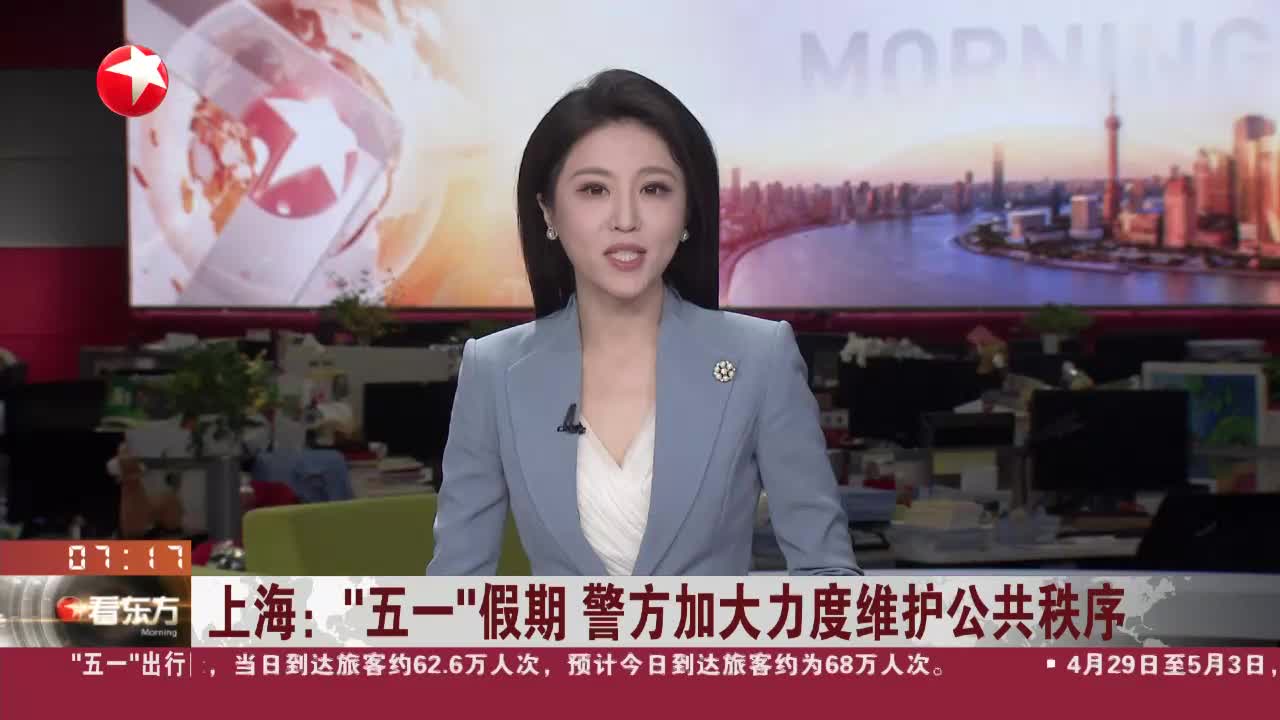 MORNING
07:17
看东方
Morning
上海："五一"假期 警方加大力度维护公共秩序
"五一"出行
，当日到达旅客约62.6万人次，预计今日到达旅客约为68万人次。 ▪ 4月29日至5月3日，